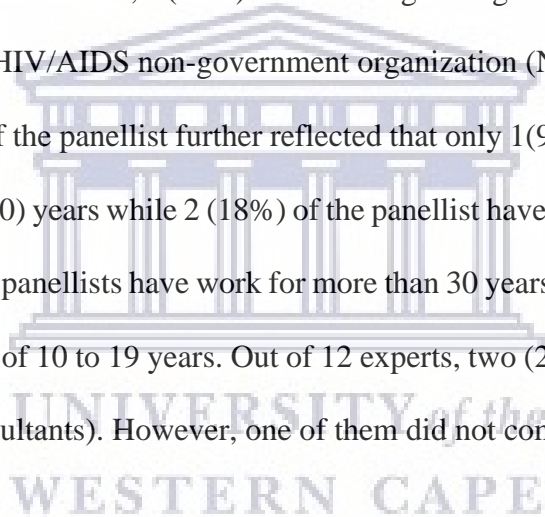 HIV/AIDS non-government organization (N
f the panellist further reflected that only 1(9
0) years while 2 (18%) of the panellist have
panellists have work for more than 30 years
of 10 to 19 years. Out of 12 experts, two (2
ultants). However, one of them did not con
UNIVERSITY of the
WESTERN CAPE